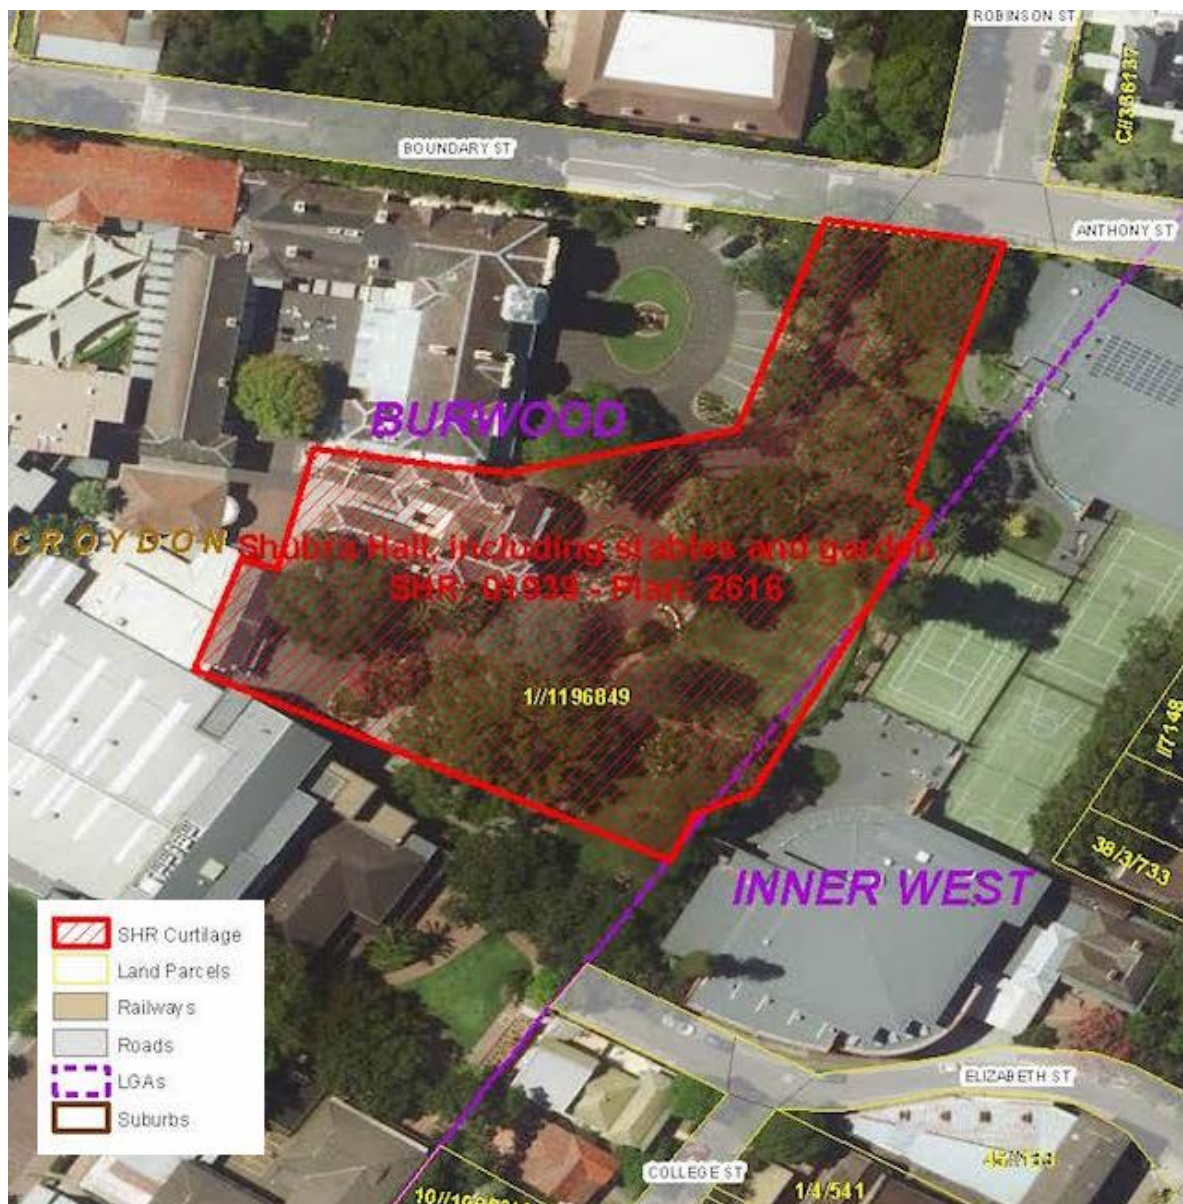 ROBINSON ST
C//386137
BOUNDARY ST
ANTHONY ST
BURWOOD
CROYDON
Shubra Hall, including stables and garden
SHR: 01939 - Plan: 2616
1//1196849
I/7148
38/3/733
INNER WEST
SHR Curtilage
Land Parcels
Railways
Roads
LGAs
Suburbs
ELIZABETH ST
COLLEGE ST
1/4/541